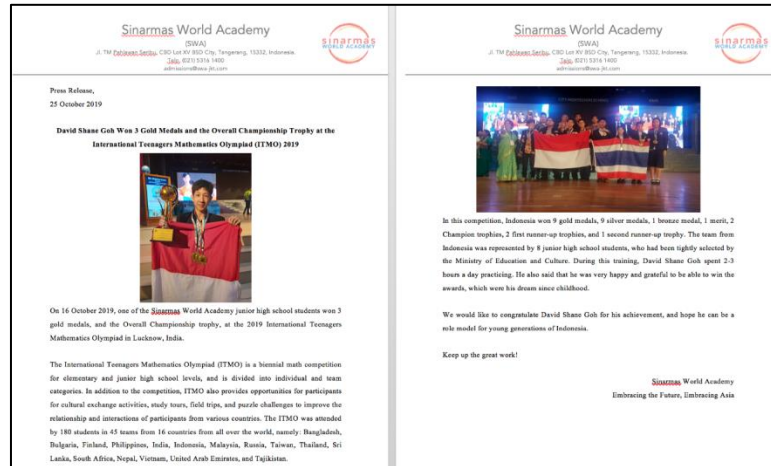 Sinarmas World Academy
(SWA)
Jl. TM Pahlawan Seribu, CBD Lot XV BSD City, Tangerang, 15332, Indonesia.
Telp. (021) 5316 1400
admissions@swa-jkt.com
sinarmas
WORLD ACADEMY
Press Release,
25 October 2019
David Shane Goh Won 3 Gold Medals and the Overall Championship Trophy at the
International Teenagers Mathematics Olympiad (ITMO) 2019
On 16 October 2019, one of the Sinarmas World Academy junior high school students won 3
gold medals, and the Overall Championship trophy, at the 2019 International Teenagers
Mathematics Olympiad in Lucknow, India.
The International Teenagers Mathematics Olympiad (ITMO) is a biennial math competition
for elementary and junior high school levels, and is divided into individual and team
categories. In addition to the competition, ITMO also provides opportunities for participants
for cultural exchange activities, study tours, field trips, and puzzle challenges to improve the
relationship and interactions of participants from various countries. The ITMO was attended
by 180 students in 45 teams from 16 countries from all over the world, namely: Bangladesh,
Bulgaria, Finland, Philippines, India, Indonesia, Malaysia, Russia, Taiwan, Thailand, Sri
Lanka, South Africa, Nepal, Vietnam, United Arab Emirates, and Tajikistan.
Sinarmas World Academy
(SWA)
Jl. TM Pahlawan Seribu, CBD Lot XV BSD City, Tangerang, 15332, Indonesia.
Telp. (021) 5316 1400
admissions@swa-jkt.com
sinarmas
WORLD ACADEMY
In this competition, Indonesia won 9 gold medals, 9 silver medals, 1 bronze medal, 1 merit, 2
Champion trophies, 2 first runner-up trophies, and 1 second runner-up trophy. The team from
Indonesia was represented by 8 junior high school students, who had been tightly selected by
the Ministry of Education and Culture. During this training, David Shane Goh spent 2-3
hours a day practicing. He also said that he was very happy and grateful to be able to win the
awards, which were his dream since childhood.
We would like to congratulate David Shane Goh for his achievement, and hope he can be a
role model for young generations of Indonesia.
Keep up the great work!
Sinarmas World Academy
Embracing the Future, Embracing Asia